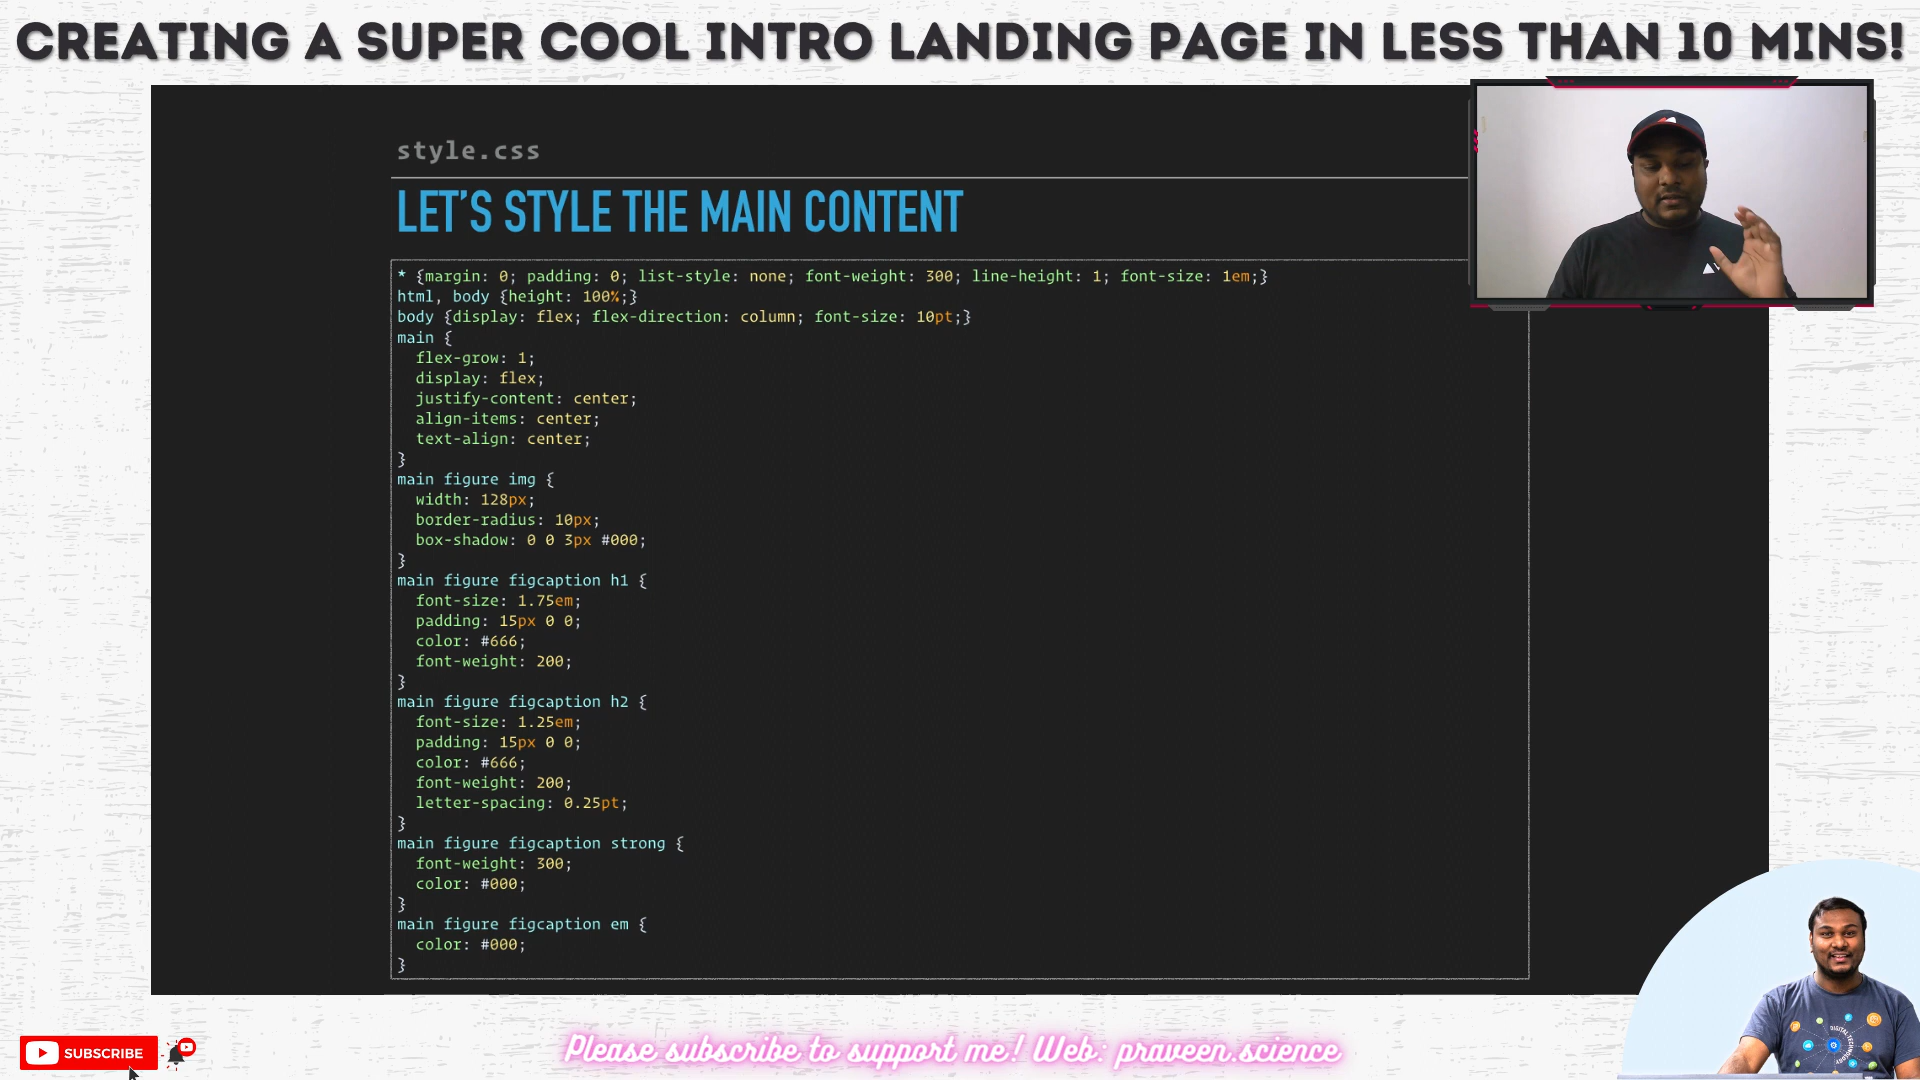 CREATING A SUPER COOL INTRO LANDING PAGE IN LESS THAN 10 MINS!
style.css
LET'S STYLE THE MAIN CONTENT
* {margin: 0; padding: 0; list-style: none; font-weight: 300; line-height: 1; font-size: 1em;}
html, body {height: 100%;}
body {display: flex; flex-direction: column; font-size: 10pt;}
main {
  flex-grow: 1;
  display: flex;
  justify-content: center;
  align-items: center;
  text-align: center;
}
main figure img {
  width: 128px;
  border-radius: 10px;
  box-shadow: 0 0 3px #000;
}
main figure figcaption h1 {
  font-size: 1.75em;
  padding: 15px 0 0;
  color: #666;
  font-weight: 200;
}
main figure figcaption h2 {
  font-size: 1.25em;
  padding: 15px 0 0;
  color: #666;
  font-weight: 200;
  letter-spacing: 0.25pt;
}
main figure figcaption strong {
  font-weight: 300;
  color: #000;
}
main figure figcaption em {
  color: #000;
}
DIGITAL TECHNOLOGY
SUBSCRIBE
Please subscribe to support me! Web: praveen.science